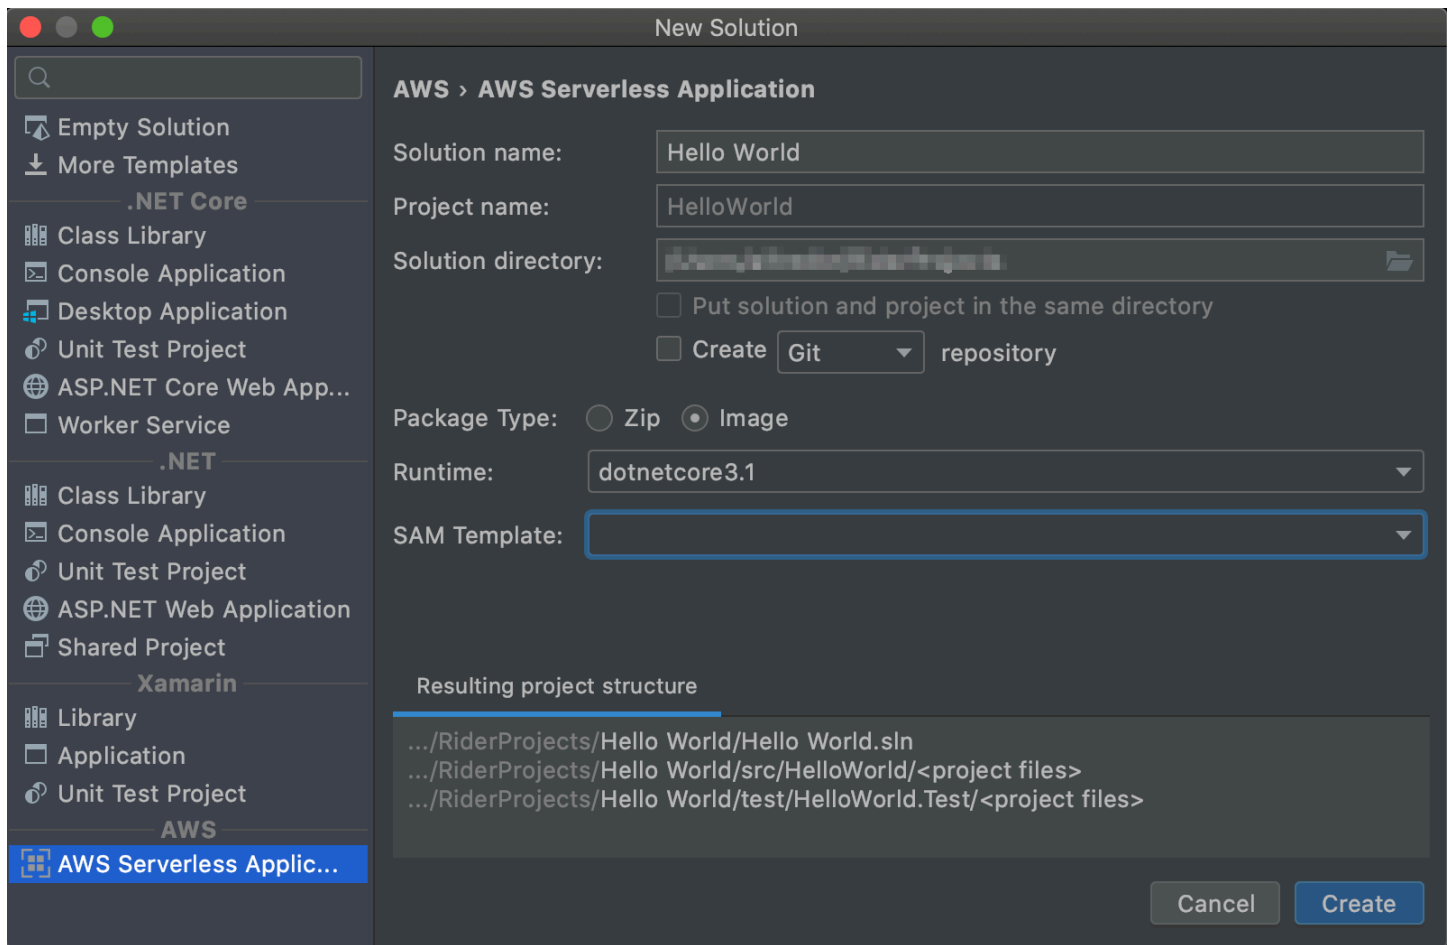 New Solution
Empty Solution
More Templates
.NET Core
Class Library
Console Application
Desktop Application
Unit Test Project
ASP.NET Core Web App...
Worker Service
.NET
Class Library
Console Application
Unit Test Project
ASP.NET Web Application
Shared Project
Xamarin
Library
Application
Unit Test Project
AWS
AWS Serverless Applic...
AWS › AWS Serverless Application
Solution name: Hello World
Project name: HelloWorld
Solution directory:
Put solution and project in the same directory
Create Git repository
Package Type: Zip Image
Runtime: dotnetcore3.1
SAM Template:
Resulting project structure
.../RiderProjects/Hello World/Hello World.sln
.../RiderProjects/Hello World/src/HelloWorld/<project files>
.../RiderProjects/Hello World/test/HelloWorld.Test/<project files>
Cancel Create